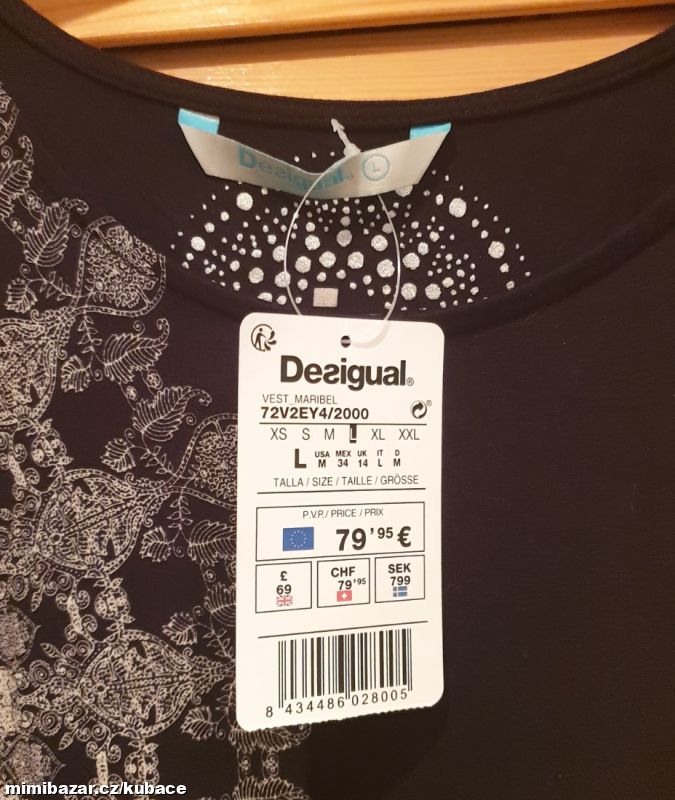 Desigual. L
Desigual®
VEST_MARIBEL
72V2EY4/2000
XS S M L XL XXL
L USA M MEX 34 UK 14 IT L D M
TALLA / SIZE / TAILLE / GRÖSSE
P.V.P./ PRICE / PRIX
79'95 €
£ 69
CHF 79'95
SEK 799
8 434486 028005
mimibazar.cz/kubace